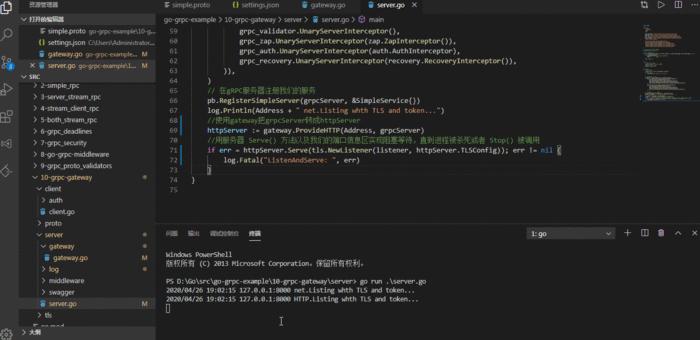 资源管理器
打开的编辑器
simple.proto go-grpc-example\10-g...
settings.json C:\Users\Administrator...
gateway.go go-grpc-example... M
server.go go-grpc-example\1... M
SRC
2-simple_rpc
3-server_stream_rpc
4-stream_client_rpc
5-both_stream_rpc
6-grpc_deadlines
7-grpc_security
8-go-grpc-middleware
9-grpc_proto_validators
10-grpc-gateway
client
auth
client.go
proto
server
gateway
gateway.go M
log
middleware
swagger
server.go M
tls
go.mod
大纲
simple.proto settings.json gateway.go server.go
go-grpc-example > 10-grpc-gateway > server > server.go > main
59 grpc_validator.UnaryServerInterceptor(),
60 grpc_zap.UnaryServerInterceptor(zap.ZapInterceptor()),
61 grpc_auth.UnaryServerInterceptor(auth.AuthInterceptor),
62 grpc_recovery.UnaryServerInterceptor(recovery.RecoveryInterceptor()),
63 )),
64 )
65 // 在gRPC服务器注册我们的服务
66 pb.RegisterSimpleServer(grpcServer, &SimpleService{})
67 log.Println(Address + " net.Listing whth TLS and token...")
68 //使用gateway把grpcServer转成httpServer
69 httpServer := gateway.ProvideHTTP(Address, grpcServer)
70 //用服务器 Serve() 方法以及我们的端口信息区实现阻塞等待，直到进程被杀死或者 Stop() 被调用
71 if err = httpServer.Serve(tls.NewListener(listener, httpServer.TLSConfig)); err != nil {
72 log.Fatal("ListenAndServe: ", err)
73 }
74 }
75
问题 输出 调试控制台 终端 1: go
Windows PowerShell
版权所有 (C) 2013 Microsoft Corporation。保留所有权利。
PS D:\Go\src\go-grpc-example\10-grpc-gateway\server> go run .\server.go
2020/04/26 19:02:15 127.0.0.1:8000 net.Listing whth TLS and token...
2020/04/26 19:02:15 127.0.0.1:8000 HTTP.Listing whth TLS and token...